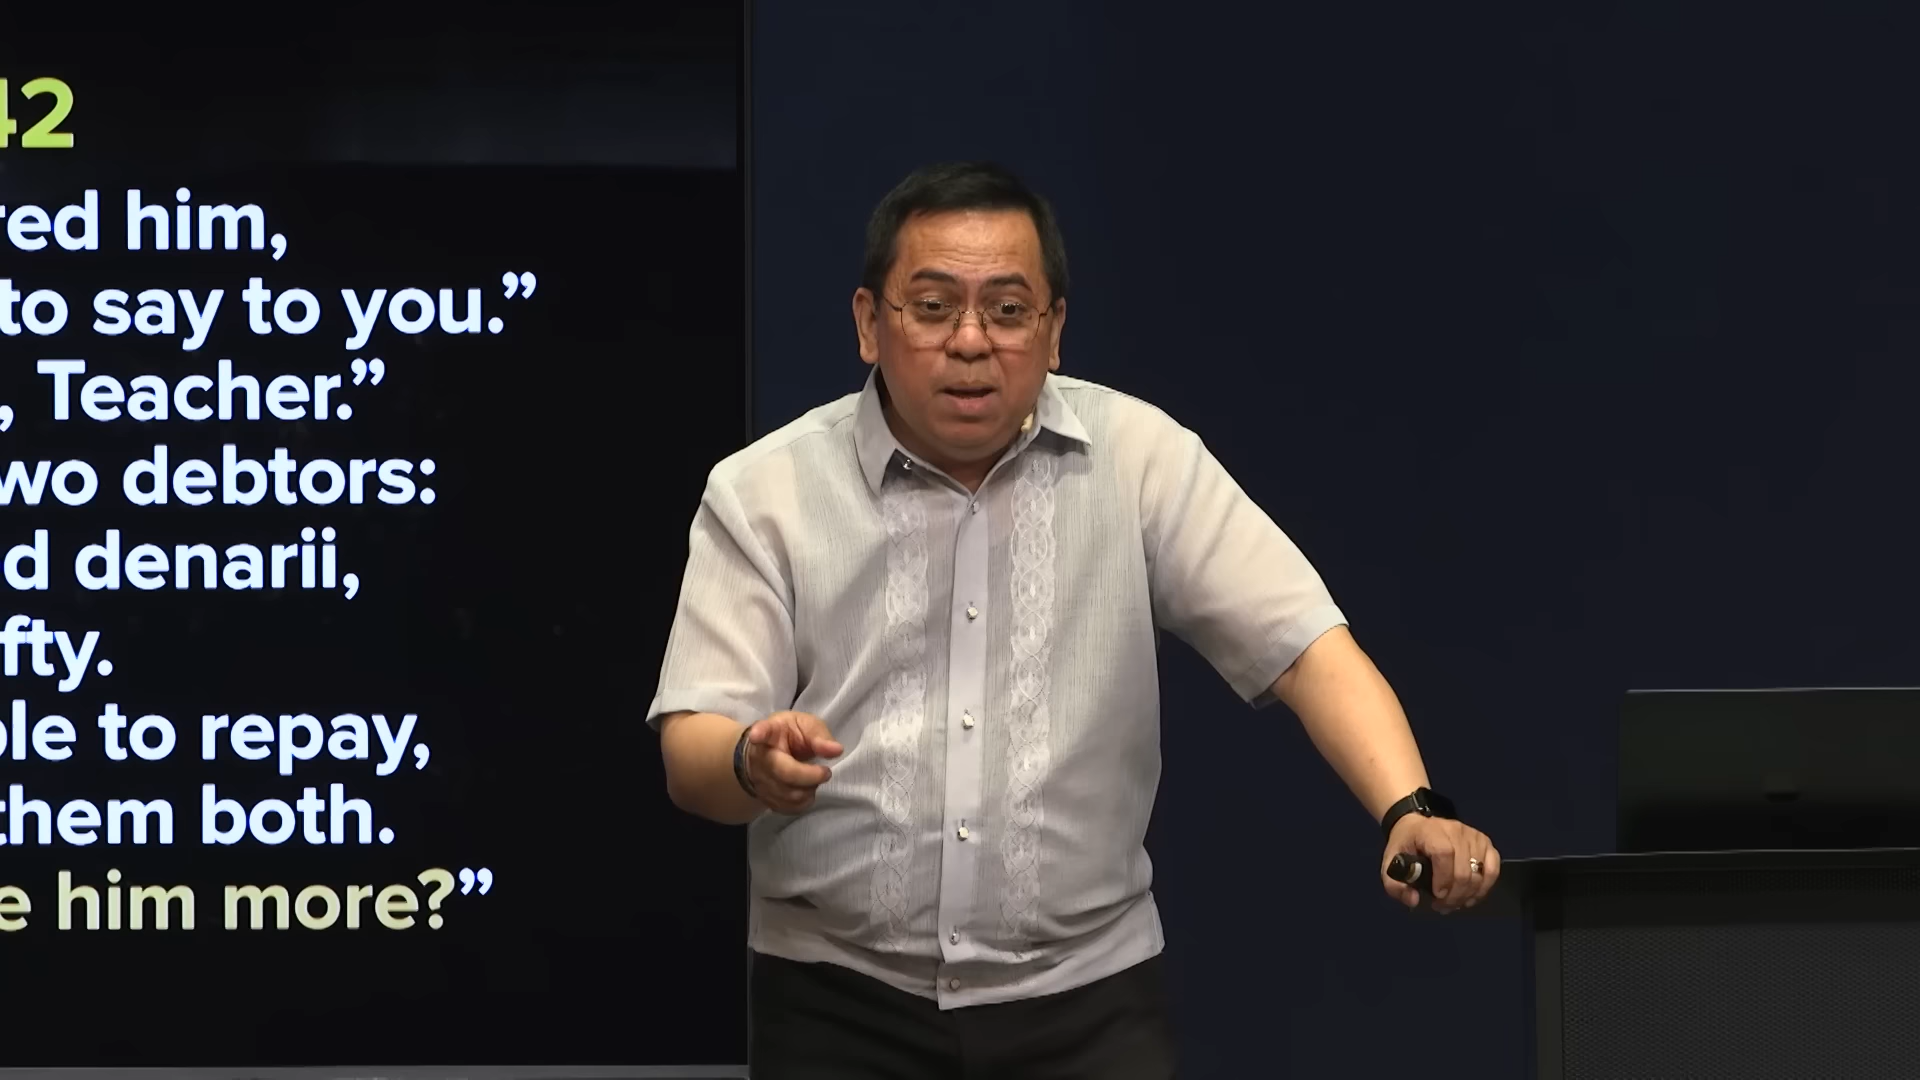 42
red him,
to say to you.”
, Teacher.”
wo debtors:
d denarii,
fty.
ble to repay,
them both.
e him more?”